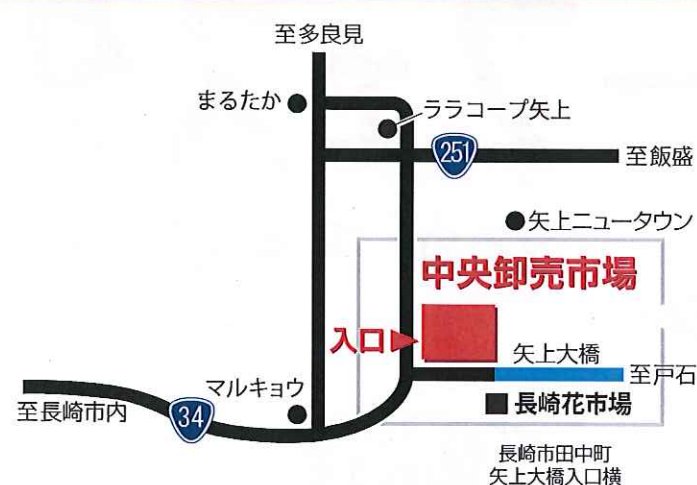 至多良見
まるたか
ララコープ矢上
251
至飯盛
矢上ニュータウン
中央卸売市場
入口
矢上大橋
至戸石
マルキョウ
至長崎市内
34
長崎花市場
長崎市田中町
矢上大橋入口横